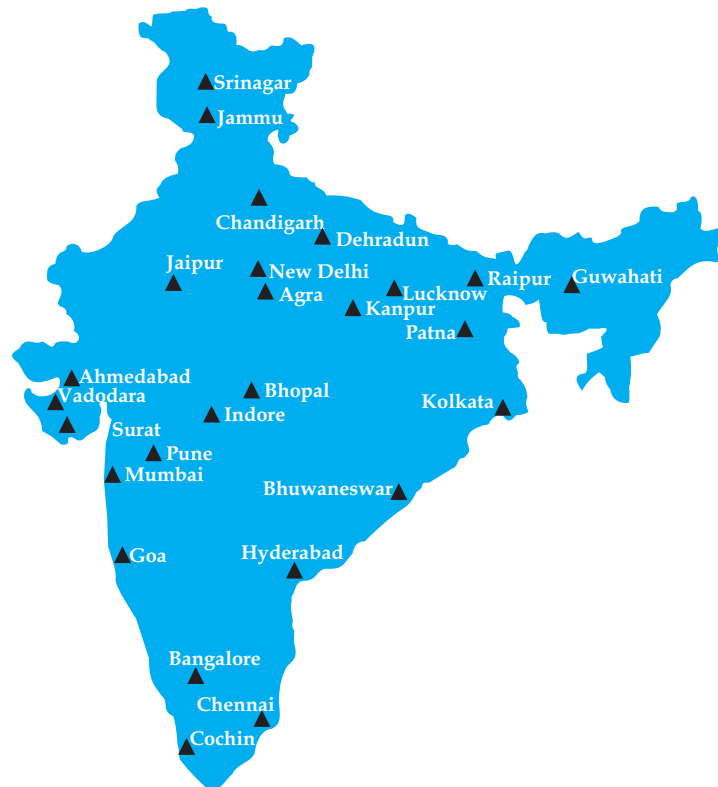 Srinagar
Jammu
Chandigarh
Dehradun
Jaipur
New Delhi
Raipur
Guwahati
Agra
Lucknow
Kanpur
Patna
Ahmedabad
Vadodara
Bhopal
Kolkata
Indore
Surat
Pune
Mumbai
Bhuwaneswar
Goa
Hyderabad
Bangalore
Chennai
Cochin